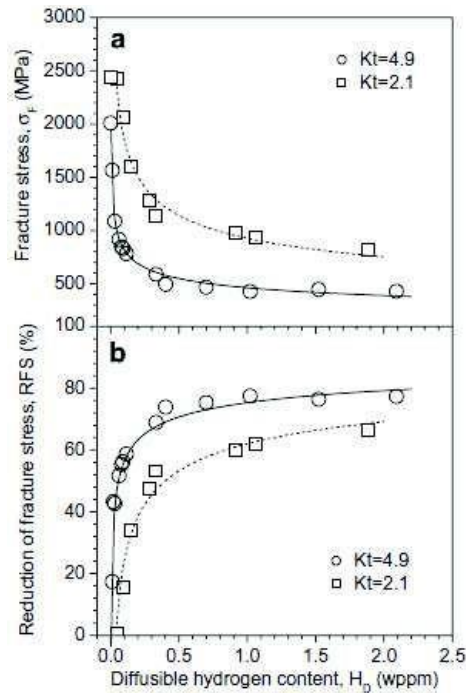 3000
2500
2000
1500
1000
500
100
Fracture stress, σF (MPa)
a
Kt=4.9
Kt=2.1
80
60
40
20
0
Reduction of fracture stress, RFS (%)
b
Kt=4.9
Kt=2.1
0.0 0.5 1.0 1.5 2.0 2.5
Diffusible hydrogen content, HD (wppm)